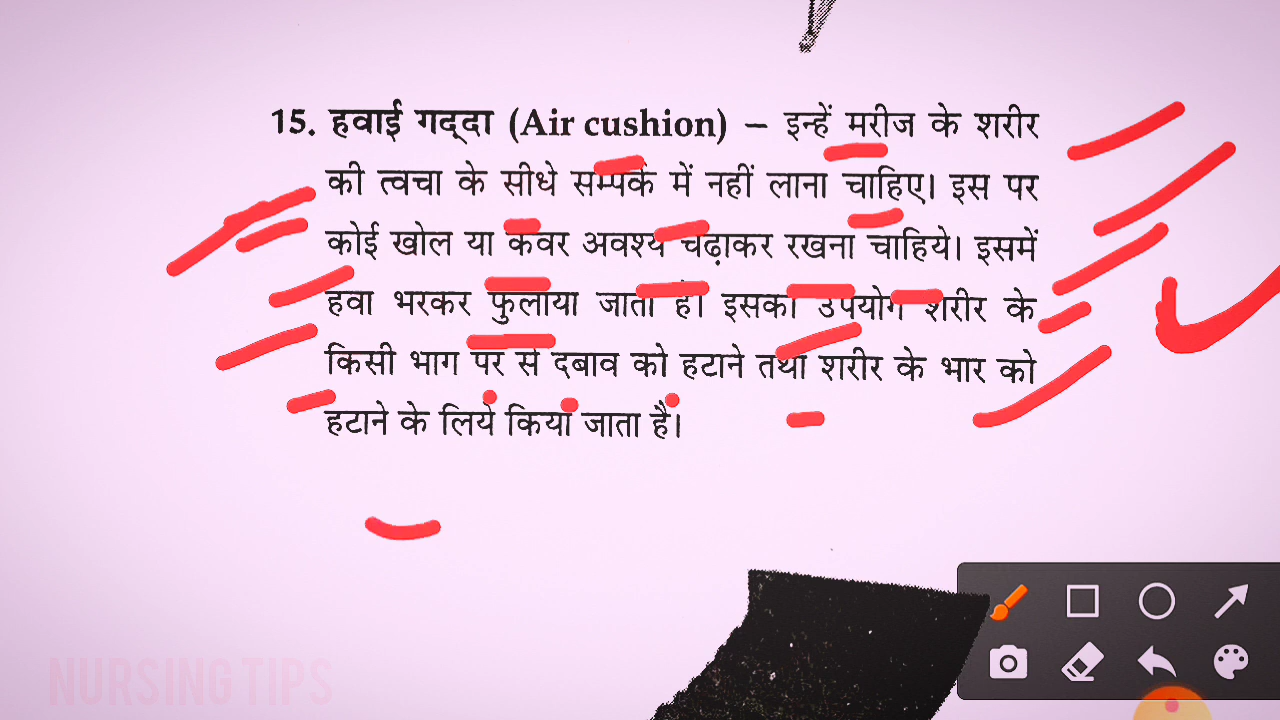 15. हवाई गद्दा (Air cushion) – इन्हें मरीज के शरीर
की त्वचा के सीधे सम्पर्क में नहीं लाना चाहिए। इस पर
कोई खोल या कवर अवश्य चढ़ाकर रखना चाहिये। इसमें
हवा भरकर फुलाया जाता है। इसका उपयोग शरीर के
किसी भाग पर से दबाव को हटाने तथा शरीर के भार को
हटाने के लिये किया जाता है।
NURSING TIPS